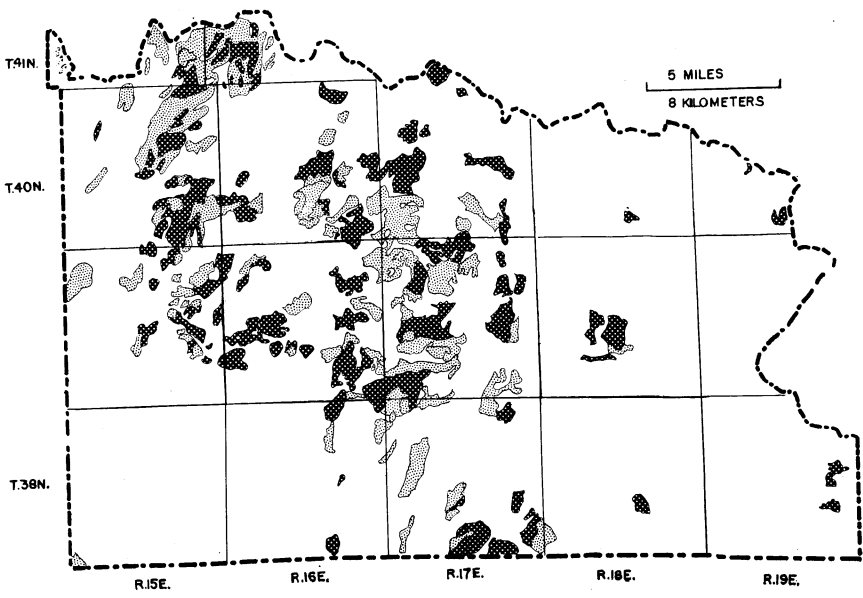 T.41N.
5 MILES
8 KILOMETERS
T.40N.
T.38N.
R.15E.
R.16E.
R.17E.
R.18E.
R.19E.